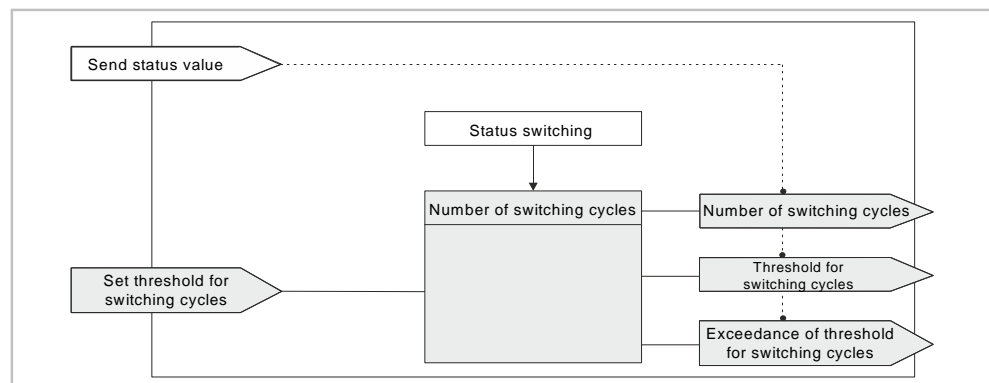 Send status value
Status switching
Number of switching cycles
Number of switching cycles
Set threshold for
switching cycles
Threshold for
switching cycles
Exceedance of threshold
for switching cycles